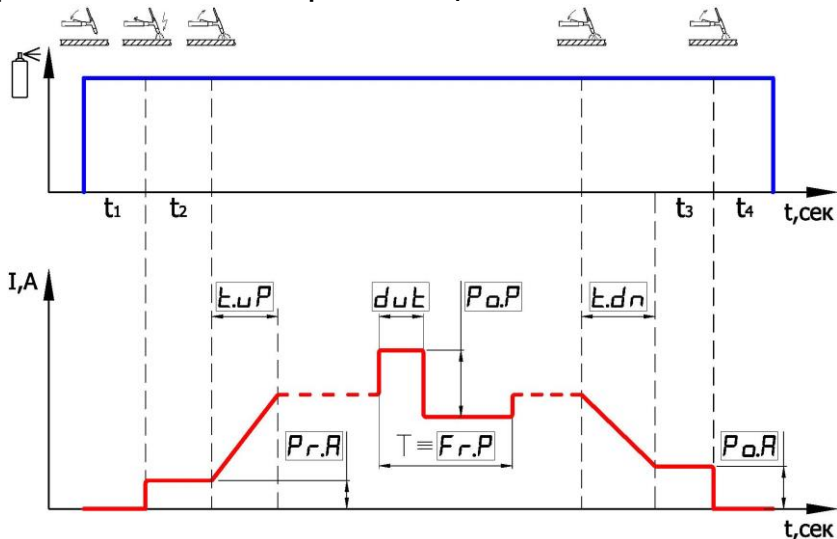 t1 t2 t3 t4 t,сек
I,A
t.uP dut Po.P t.dn
Pr.A T≡Fr.P Po.A
t,сек